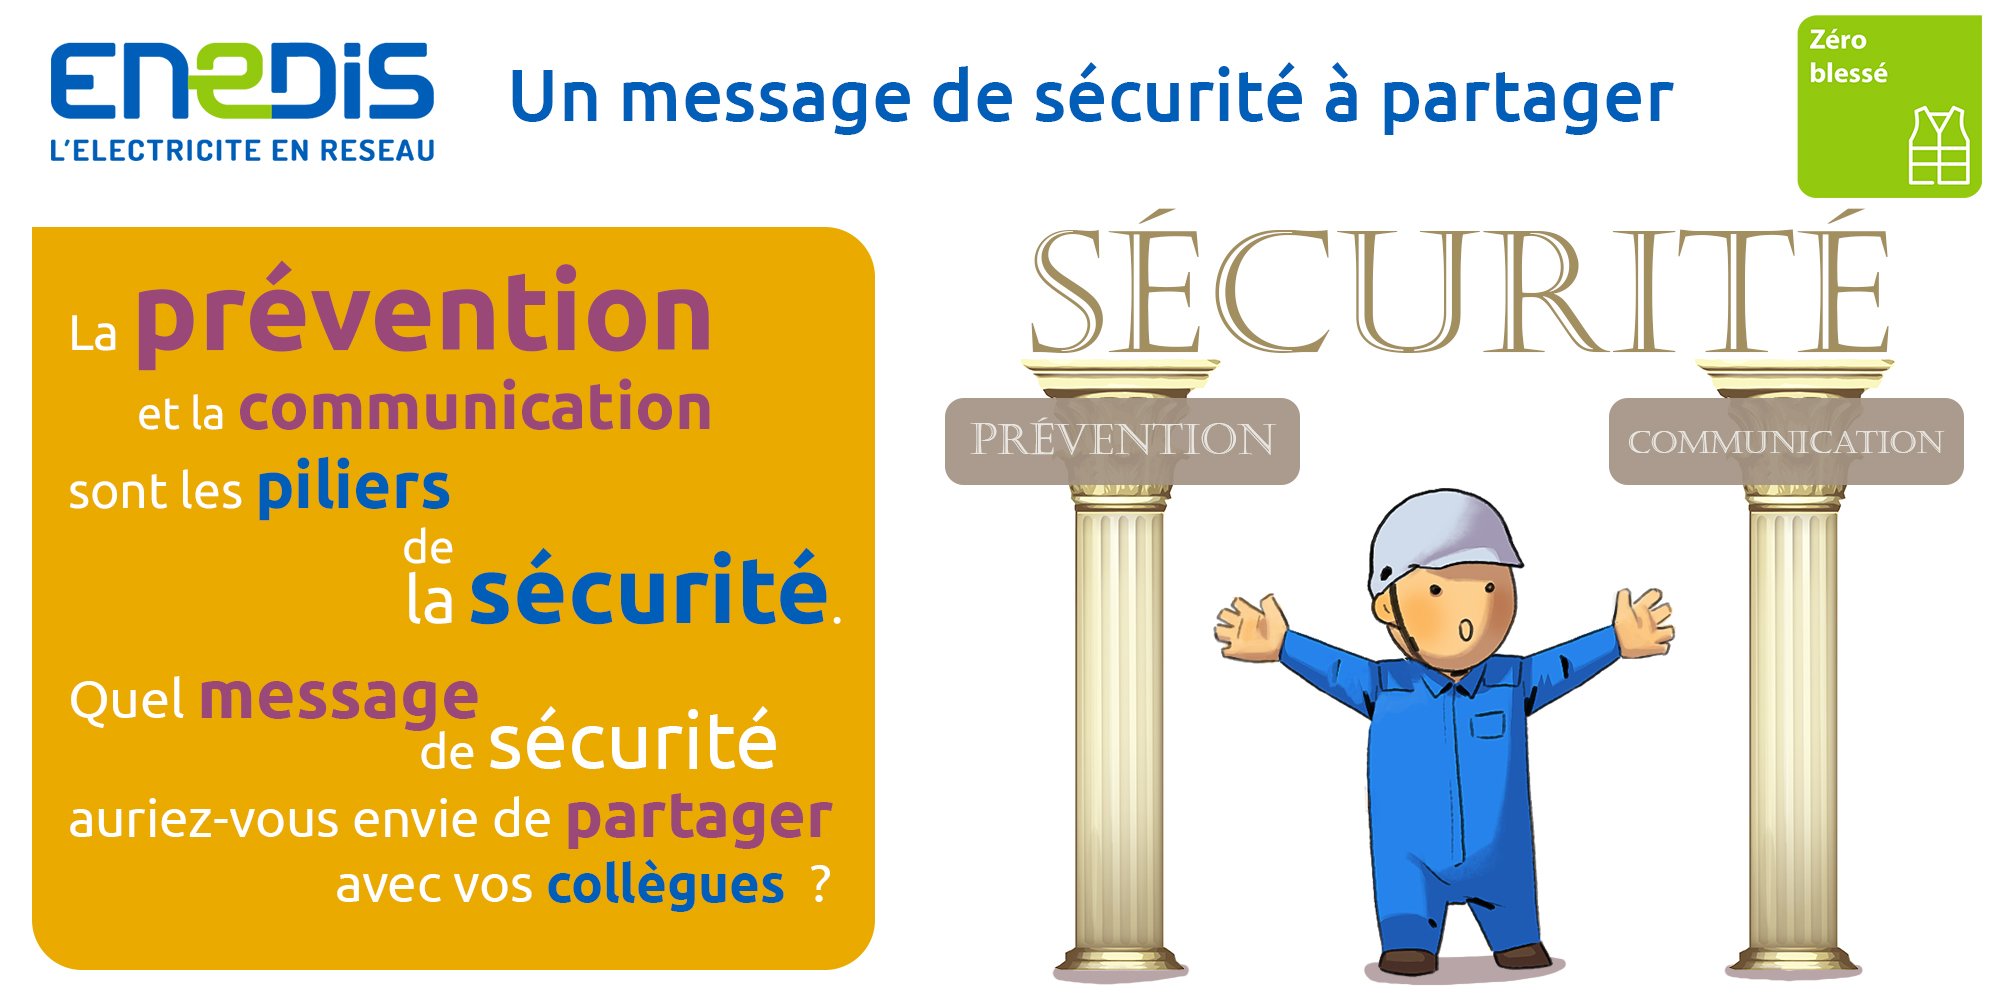 ENEDIS
L'ELECTRICITE EN RESEAU
Un message de sécurité à partager
Zéro
blessé
La prévention
et la communication
sont les piliers
de
la sécurité.
Quel message
de sécurité
auriez-vous envie de partager
avec vos collègues ?
SÉCURITÉ
PRÉVENTION
COMMUNICATION